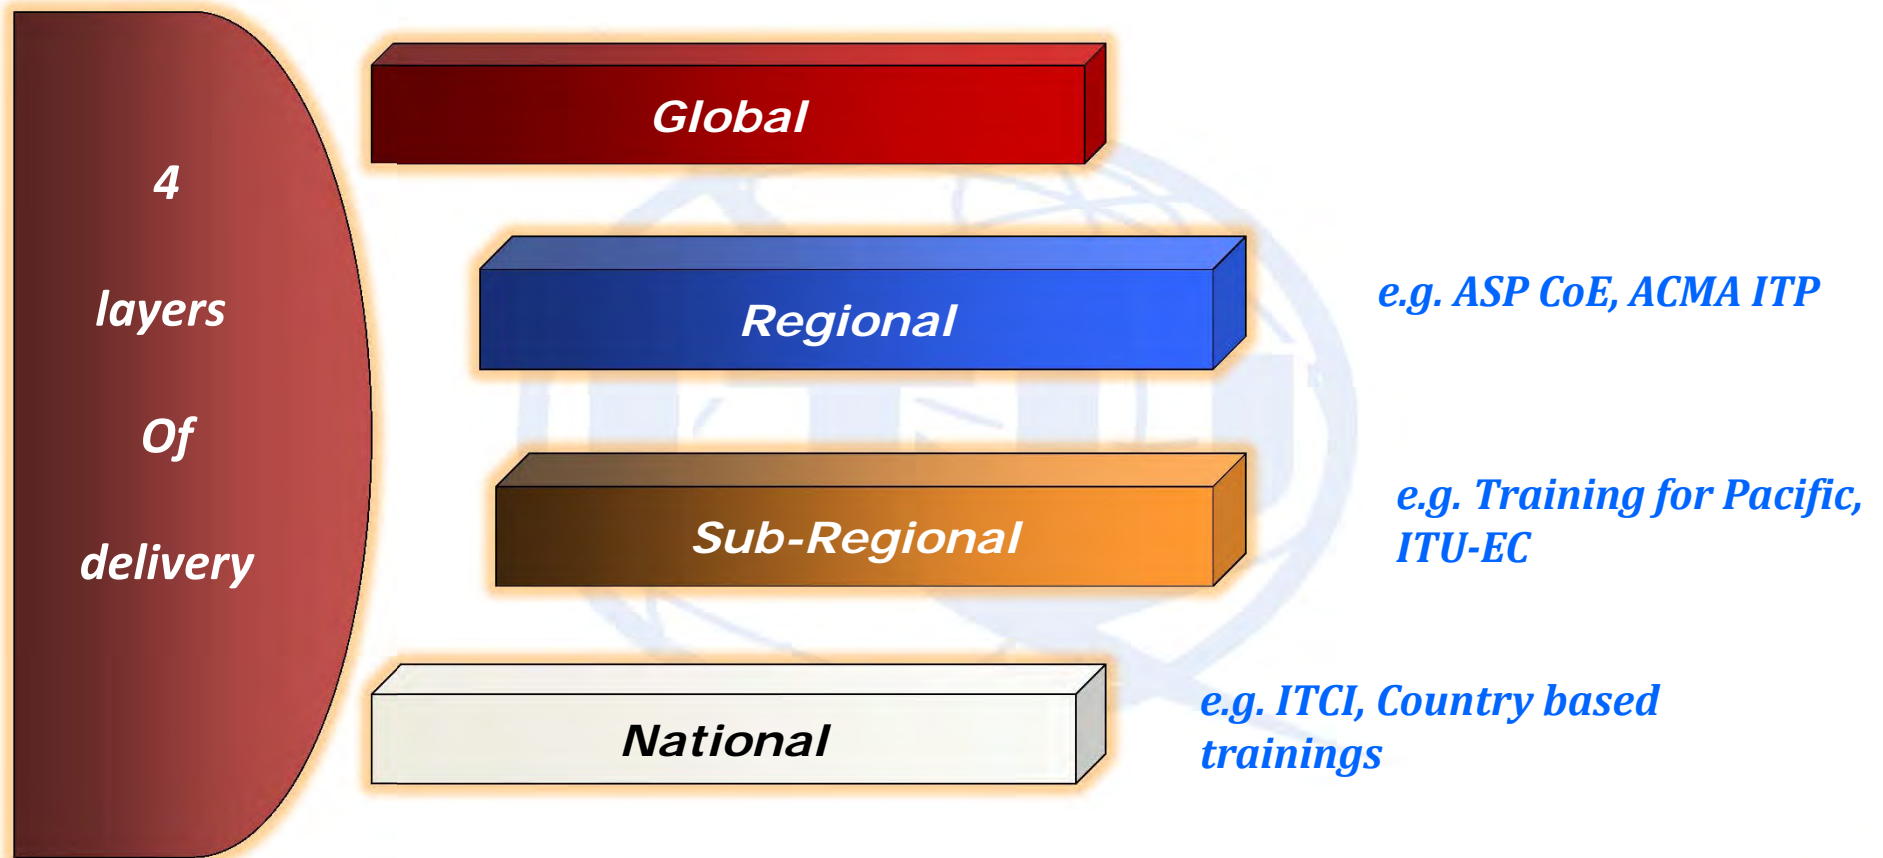 4
layers
Of
delivery
Global
Regional
e.g. ASP CoE, ACMA ITP
Sub-Regional
e.g. Training for Pacific,
ITU-EC
National
e.g. ITCI, Country based
trainings
ITU